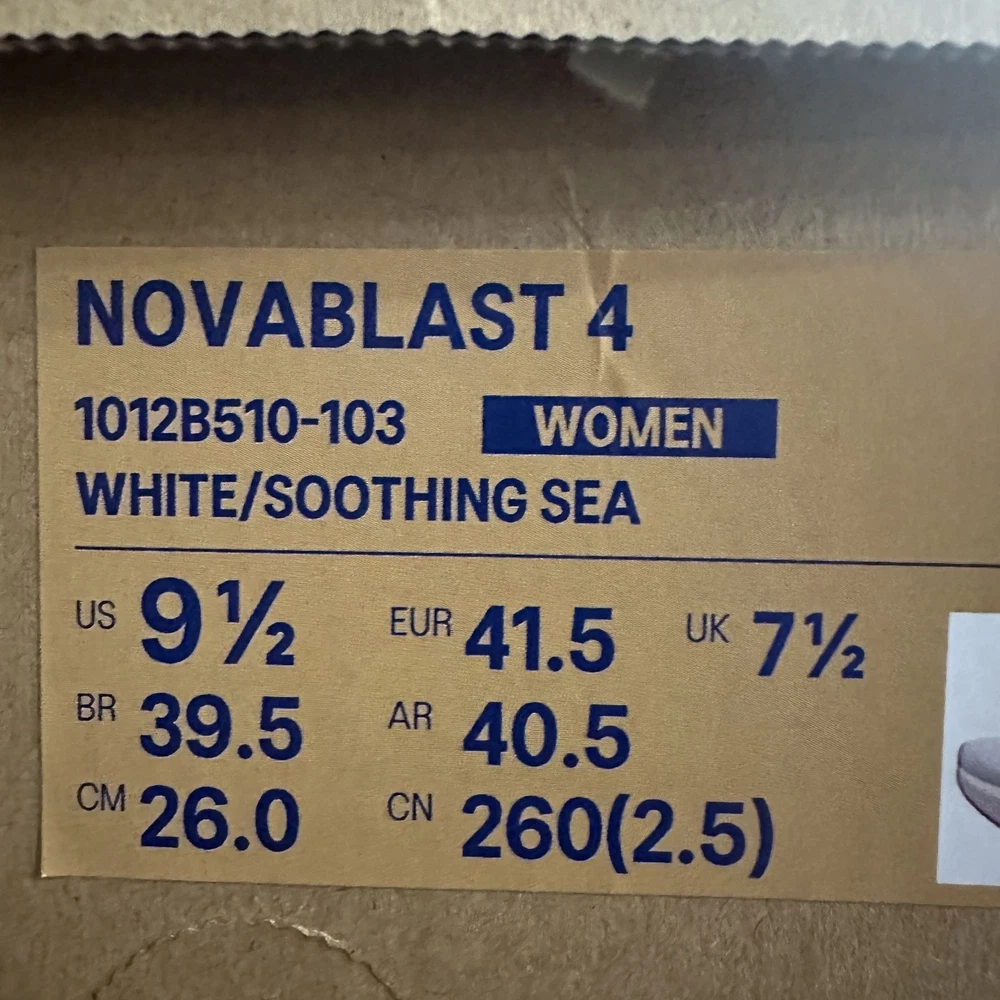 NOVABLAST 4
1012B510-103 WOMEN
WHITE/SOOTHING SEA
US 9½ EUR 41.5 UK 7½
BR 39.5 AR 40.5
CM 26.0 CN 260(2.5)